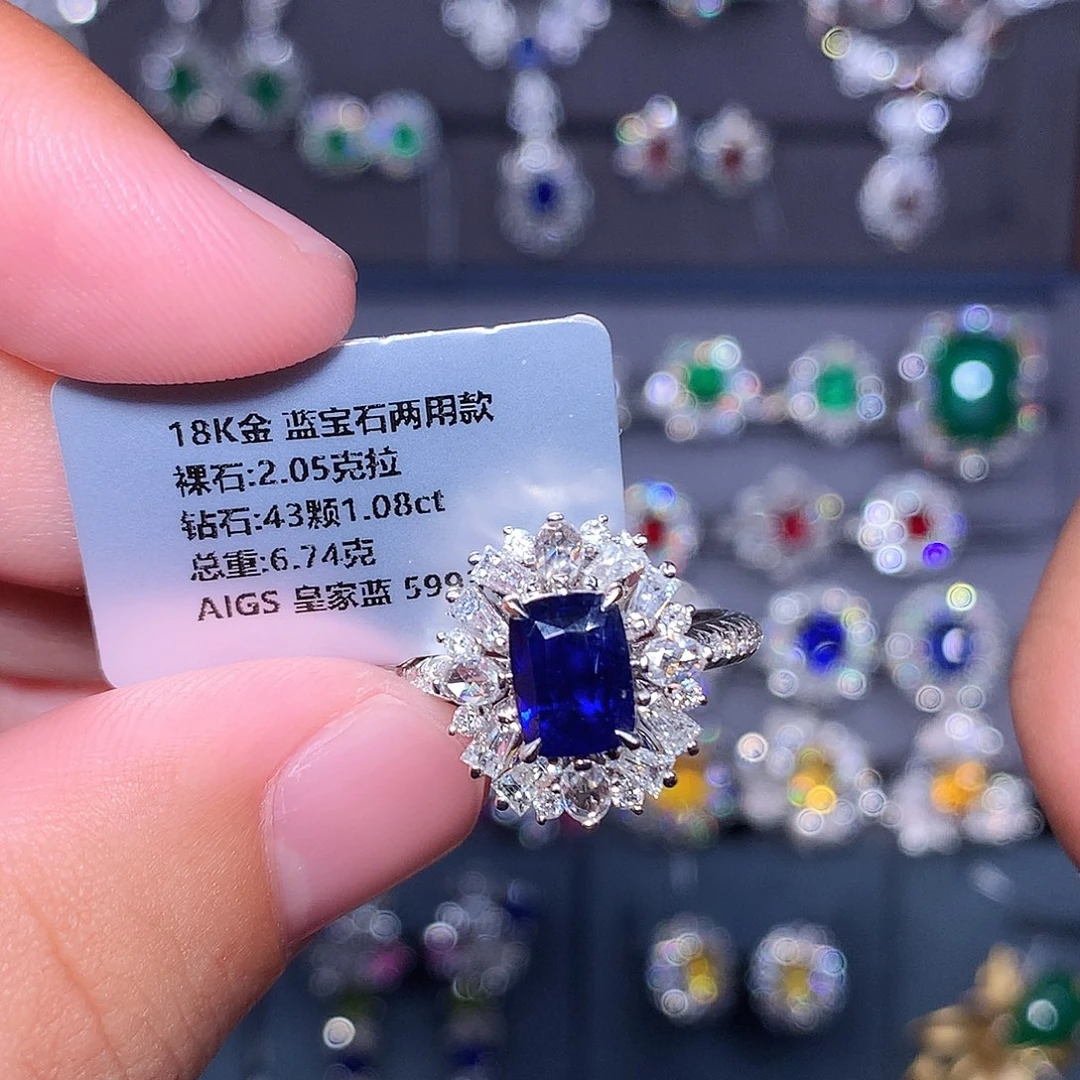 18K金 蓝宝石两用款
裸石:2.05克拉
钻石:43颗1.08ct
总重:6.74克
AIGS 皇家蓝 599